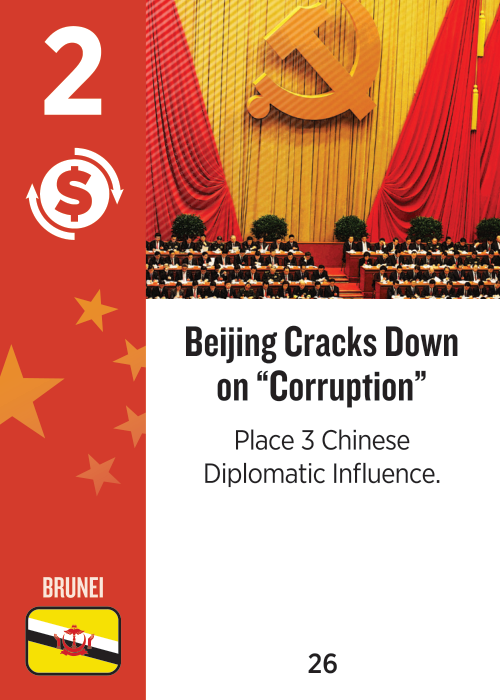 2
$
Beijing Cracks Down
on “Corruption”
Place 3 Chinese
Diplomatic Influence.
BRUNEI
26